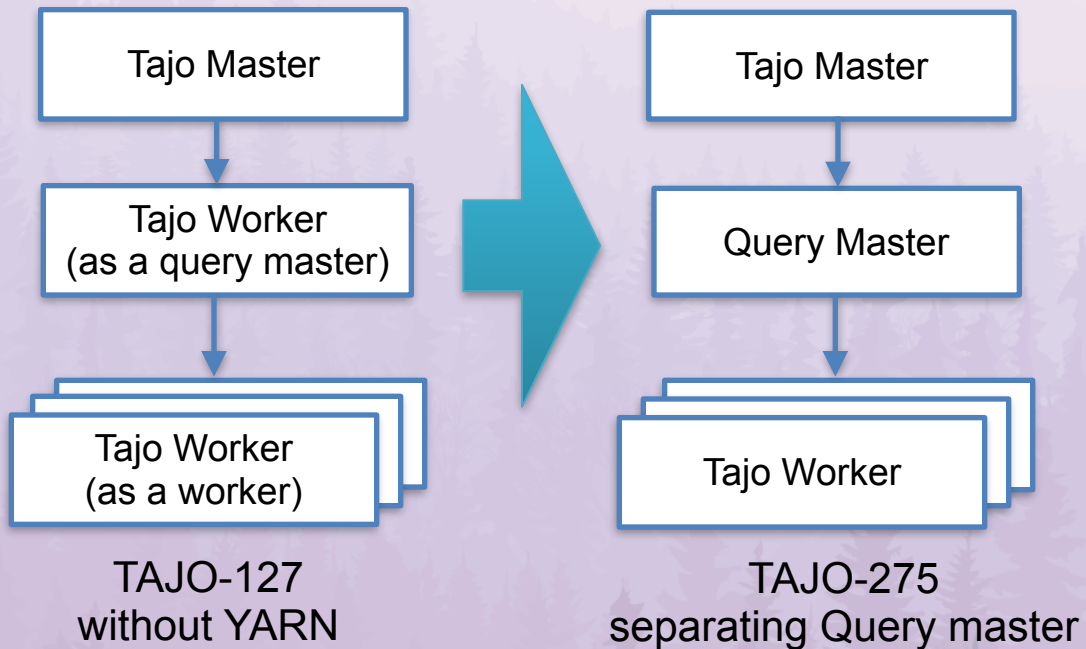 Tajo Master
Tajo Worker
(as a query master)
Tajo Worker
(as a worker)
TAJO-127
without YARN
Tajo Master
Query Master
Tajo Worker
TAJO-275
separating Query master